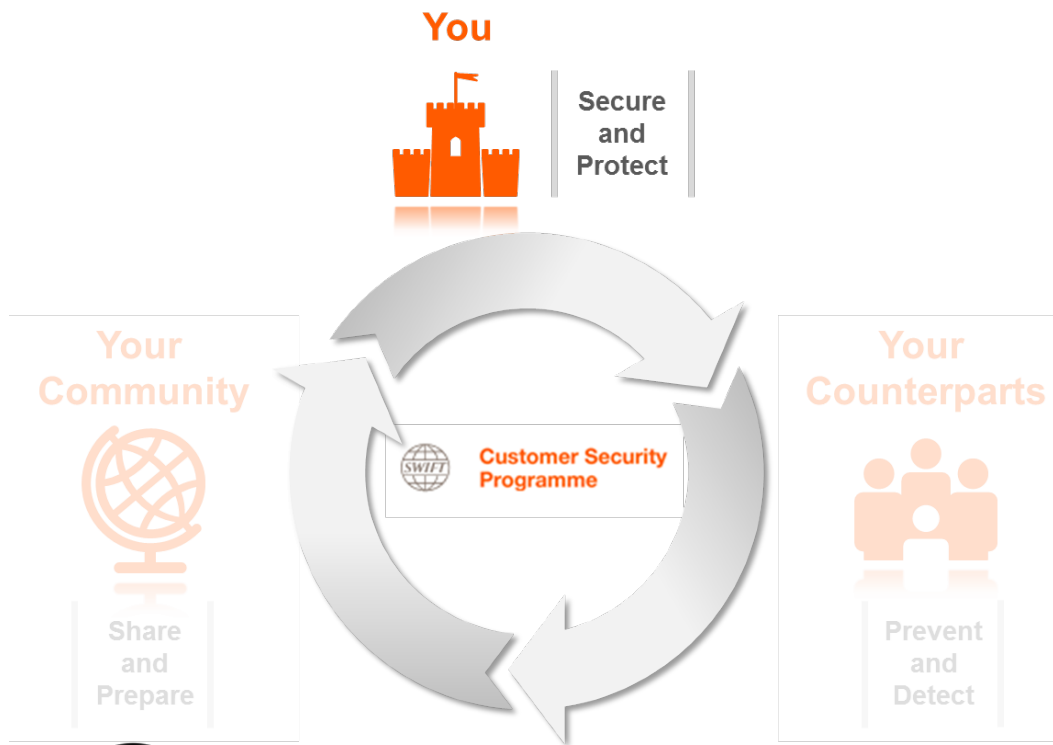 You
Secure
and
Protect
Your
Community
Your
Counterparts
SWIFT
Customer Security
Programme
Share
and
Prepare
Prevent
and
Detect